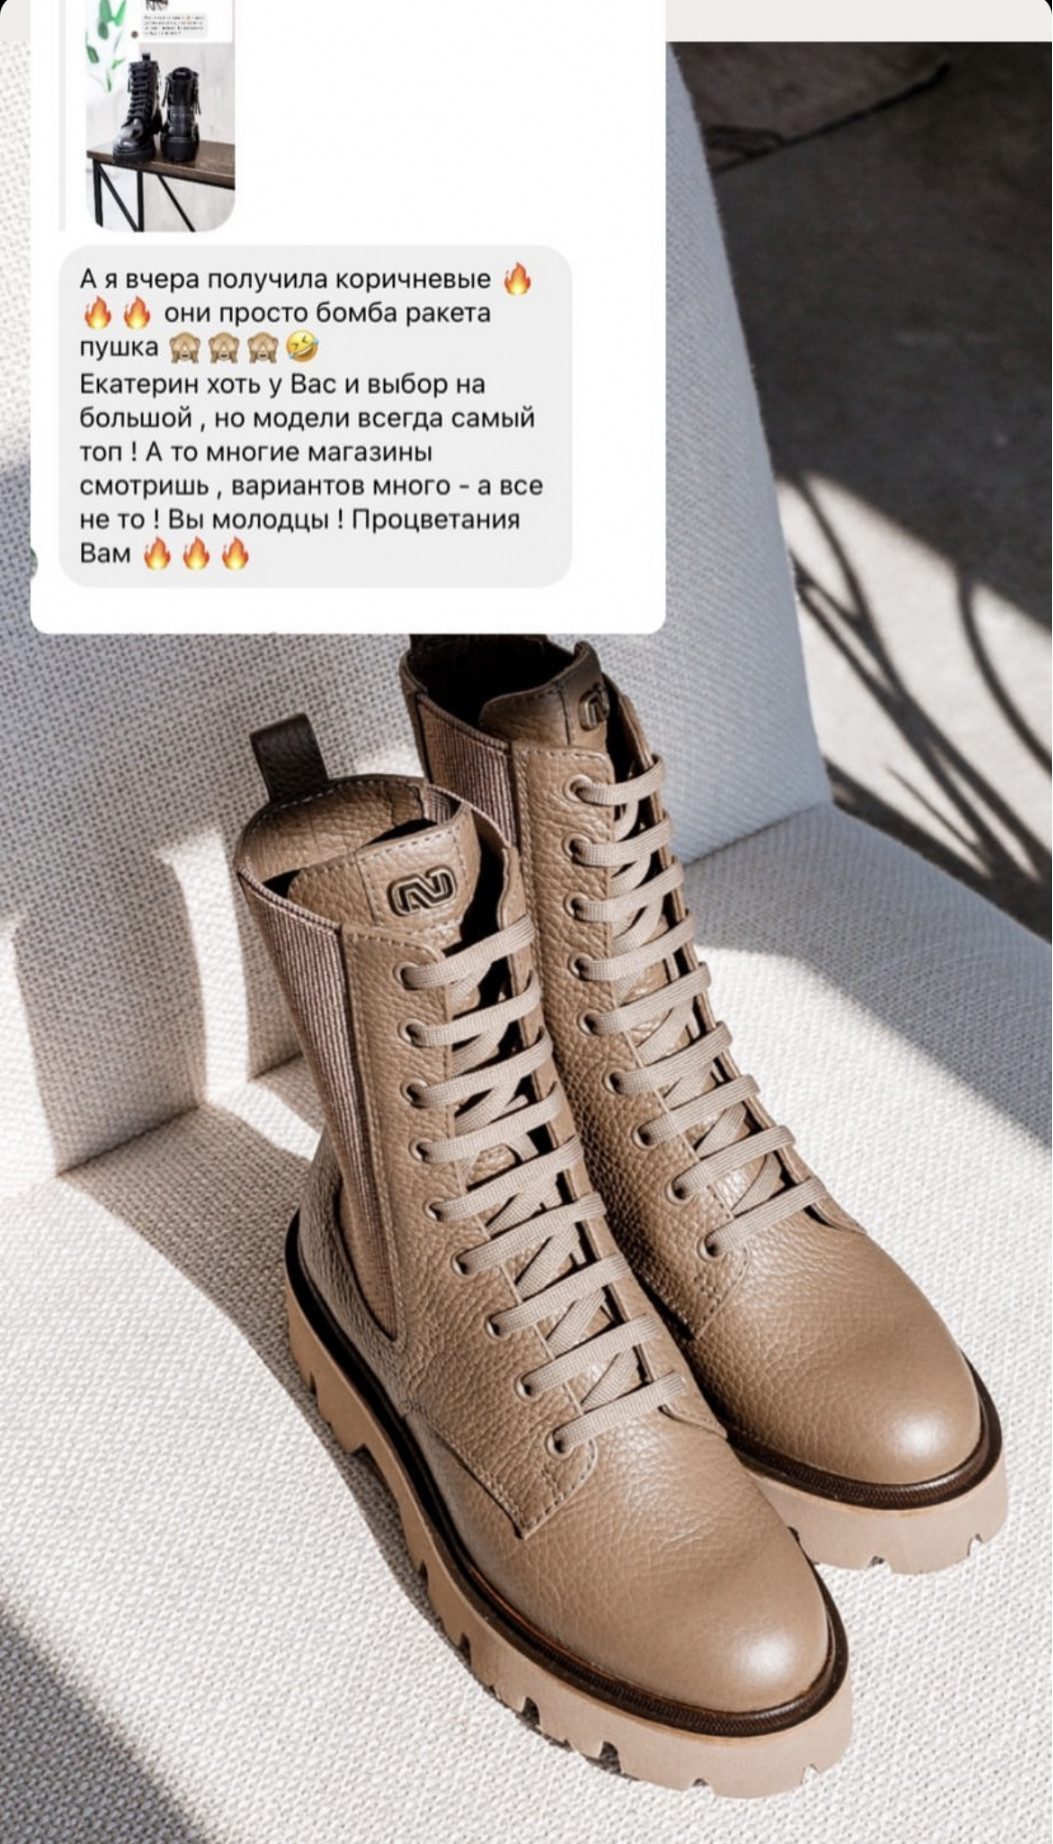 А я вчера получила коричневые 🔥
🔥 🔥 они просто бомба ракета
пушка 🙈 🙈 🙈 🤣
Екатерин хоть у Вас и выбор на
большой , но модели всегда самый
топ ! А то многие магазины
смотришь , вариантов много - а все
не то ! Вы молодцы ! Процветания
Вам 🔥 🔥 🔥